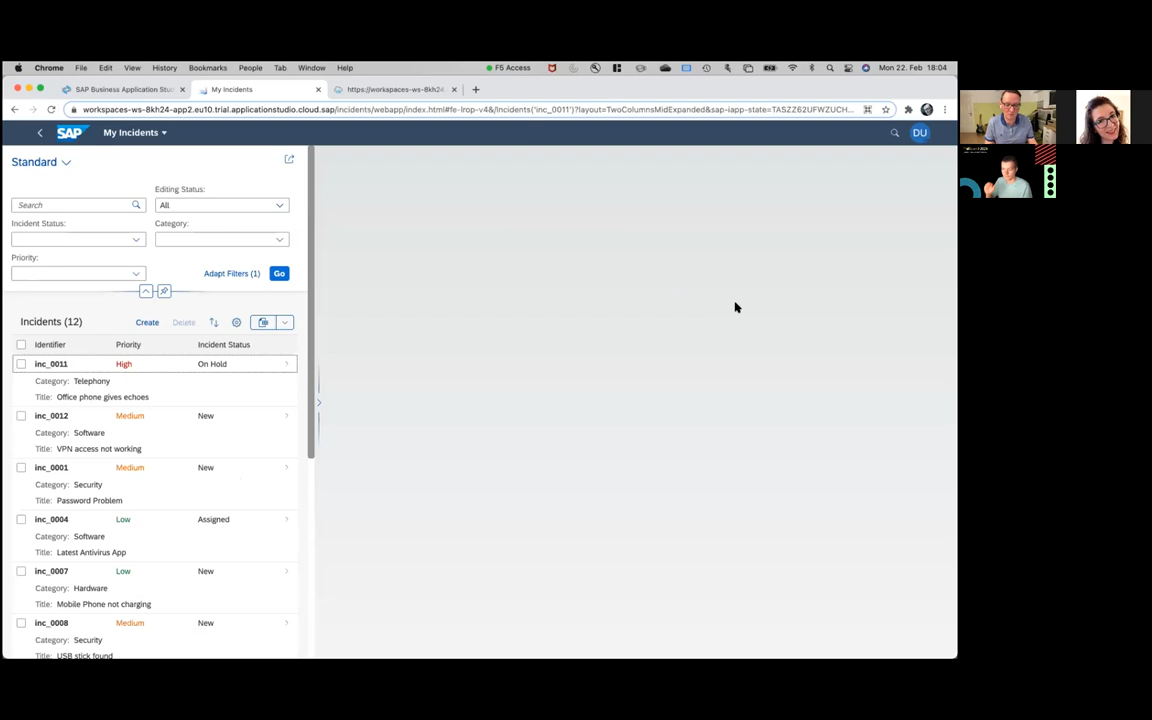 Chrome File Edit View History Bookmarks People Tab Window Help F5 Access Mon 22. Feb 18:04
SAP Business Application Stud
My Incidents
https://workspaces-ws-8kh24-
workspaces-ws-8kh24-app2.eu10.trial.applicationstudio.cloud.sap/incidents/webapp/index.html#fe-lrop-v4&/Incidents('inc_0011')?layout=TwoColumnsMidExpanded&sap-iapp-state=TASZZ62UFWZUCH...
SAP My Incidents DU
Standard
Editing Status:
Search All
Incident Status: Category:
Priority:
Adapt Filters (1) Go
Incidents (12) Create Delete
Identifier Priority Incident Status
inc_0011 High On Hold
Category: Telephony
Title: Office phone gives echoes
inc_0012 Medium New
Category: Software
Title: VPN access not working
inc_0001 Medium New
Category: Security
Title: Password Problem
inc_0004 Low Assigned
Category: Software
Title: Latest Antivirus App
inc_0007 Low New
Category: Hardware
Title: Mobile Phone not charging
inc_0008 Medium New
Category: Security
Title: USB stick found